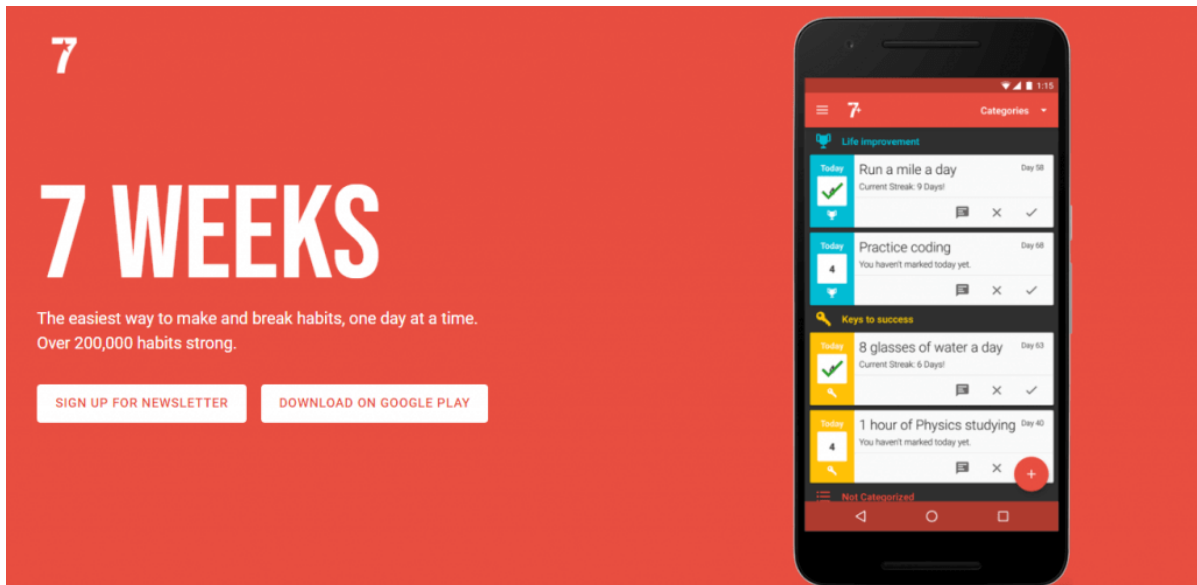 7
7 WEEKS
The easiest way to make and break habits, one day at a time.
Over 200,000 habits strong.
SIGN UP FOR NEWSLETTER
DOWNLOAD ON GOOGLE PLAY
1:15
7
Categories
Life improvement
Today
Run a mile a day
Day 58
Current Streak: 9 Days!
Today
Practice coding
Day 68
4
You haven't marked today yet.
Keys to success
Today
8 glasses of water a day
Day 63
Current Streak: 6 Days!
Today
1 hour of Physics studying
Day 40
4
You haven't marked today yet.
Not Categorized